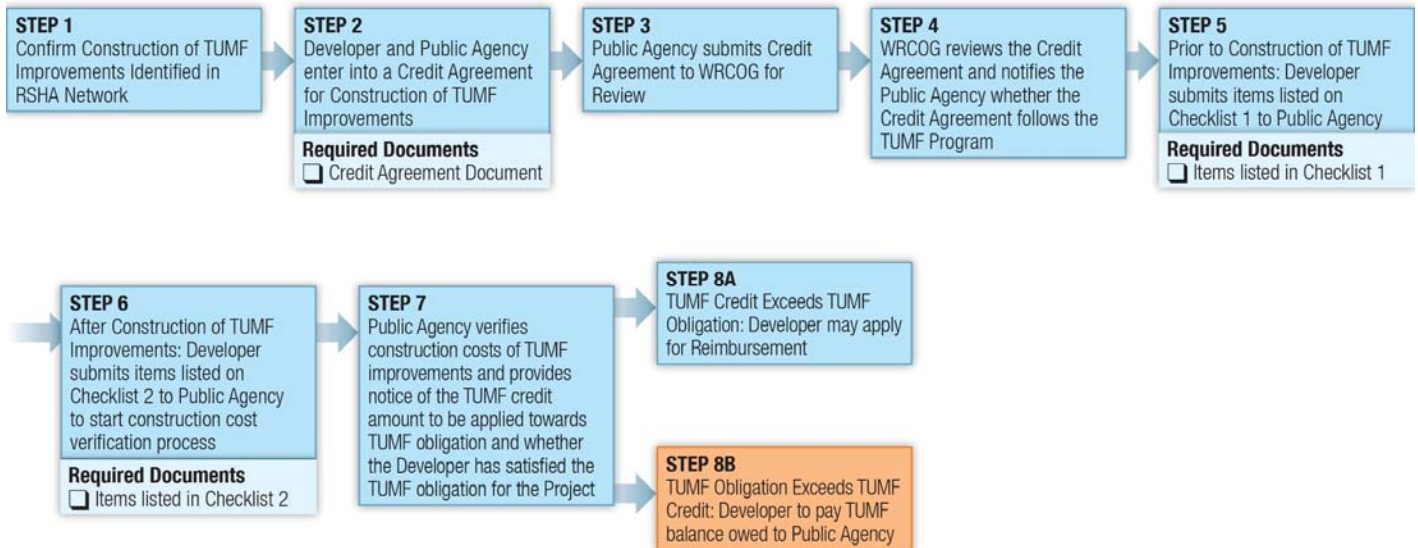 STEP 1
Confirm Construction of TUMF
Improvements Identified in
RSHA Network
STEP 2
Developer and Public Agency
enter into a Credit Agreement
for Construction of TUMF
Improvements
Required Documents
❏ Credit Agreement Document
STEP 3
Public Agency submits Credit
Agreement to WRCOG for
Review
STEP 4
WRCOG reviews the Credit
Agreement and notifies the
Public Agency whether the
Credit Agreement follows the
TUMF Program
STEP 5
Prior to Construction of TUMF
Improvements: Developer
submits items listed on
Checklist 1 to Public Agency
Required Documents
❏ Items listed in Checklist 1
STEP 6
After Construction of TUMF
Improvements: Developer
submits items listed on
Checklist 2 to Public Agency
to start construction cost
verification process
Required Documents
❏ Items listed in Checklist 2
STEP 7
Public Agency verifies
construction costs of TUMF
improvements and provides
notice of the TUMF credit
amount to be applied towards
TUMF obligation and whether
the Developer has satisfied the
TUMF obligation for the Project
STEP 8A
TUMF Credit Exceeds TUMF
Obligation: Developer may apply
for Reimbursement
STEP 8B
TUMF Obligation Exceeds TUMF
Credit: Developer to pay TUMF
balance owed to Public Agency